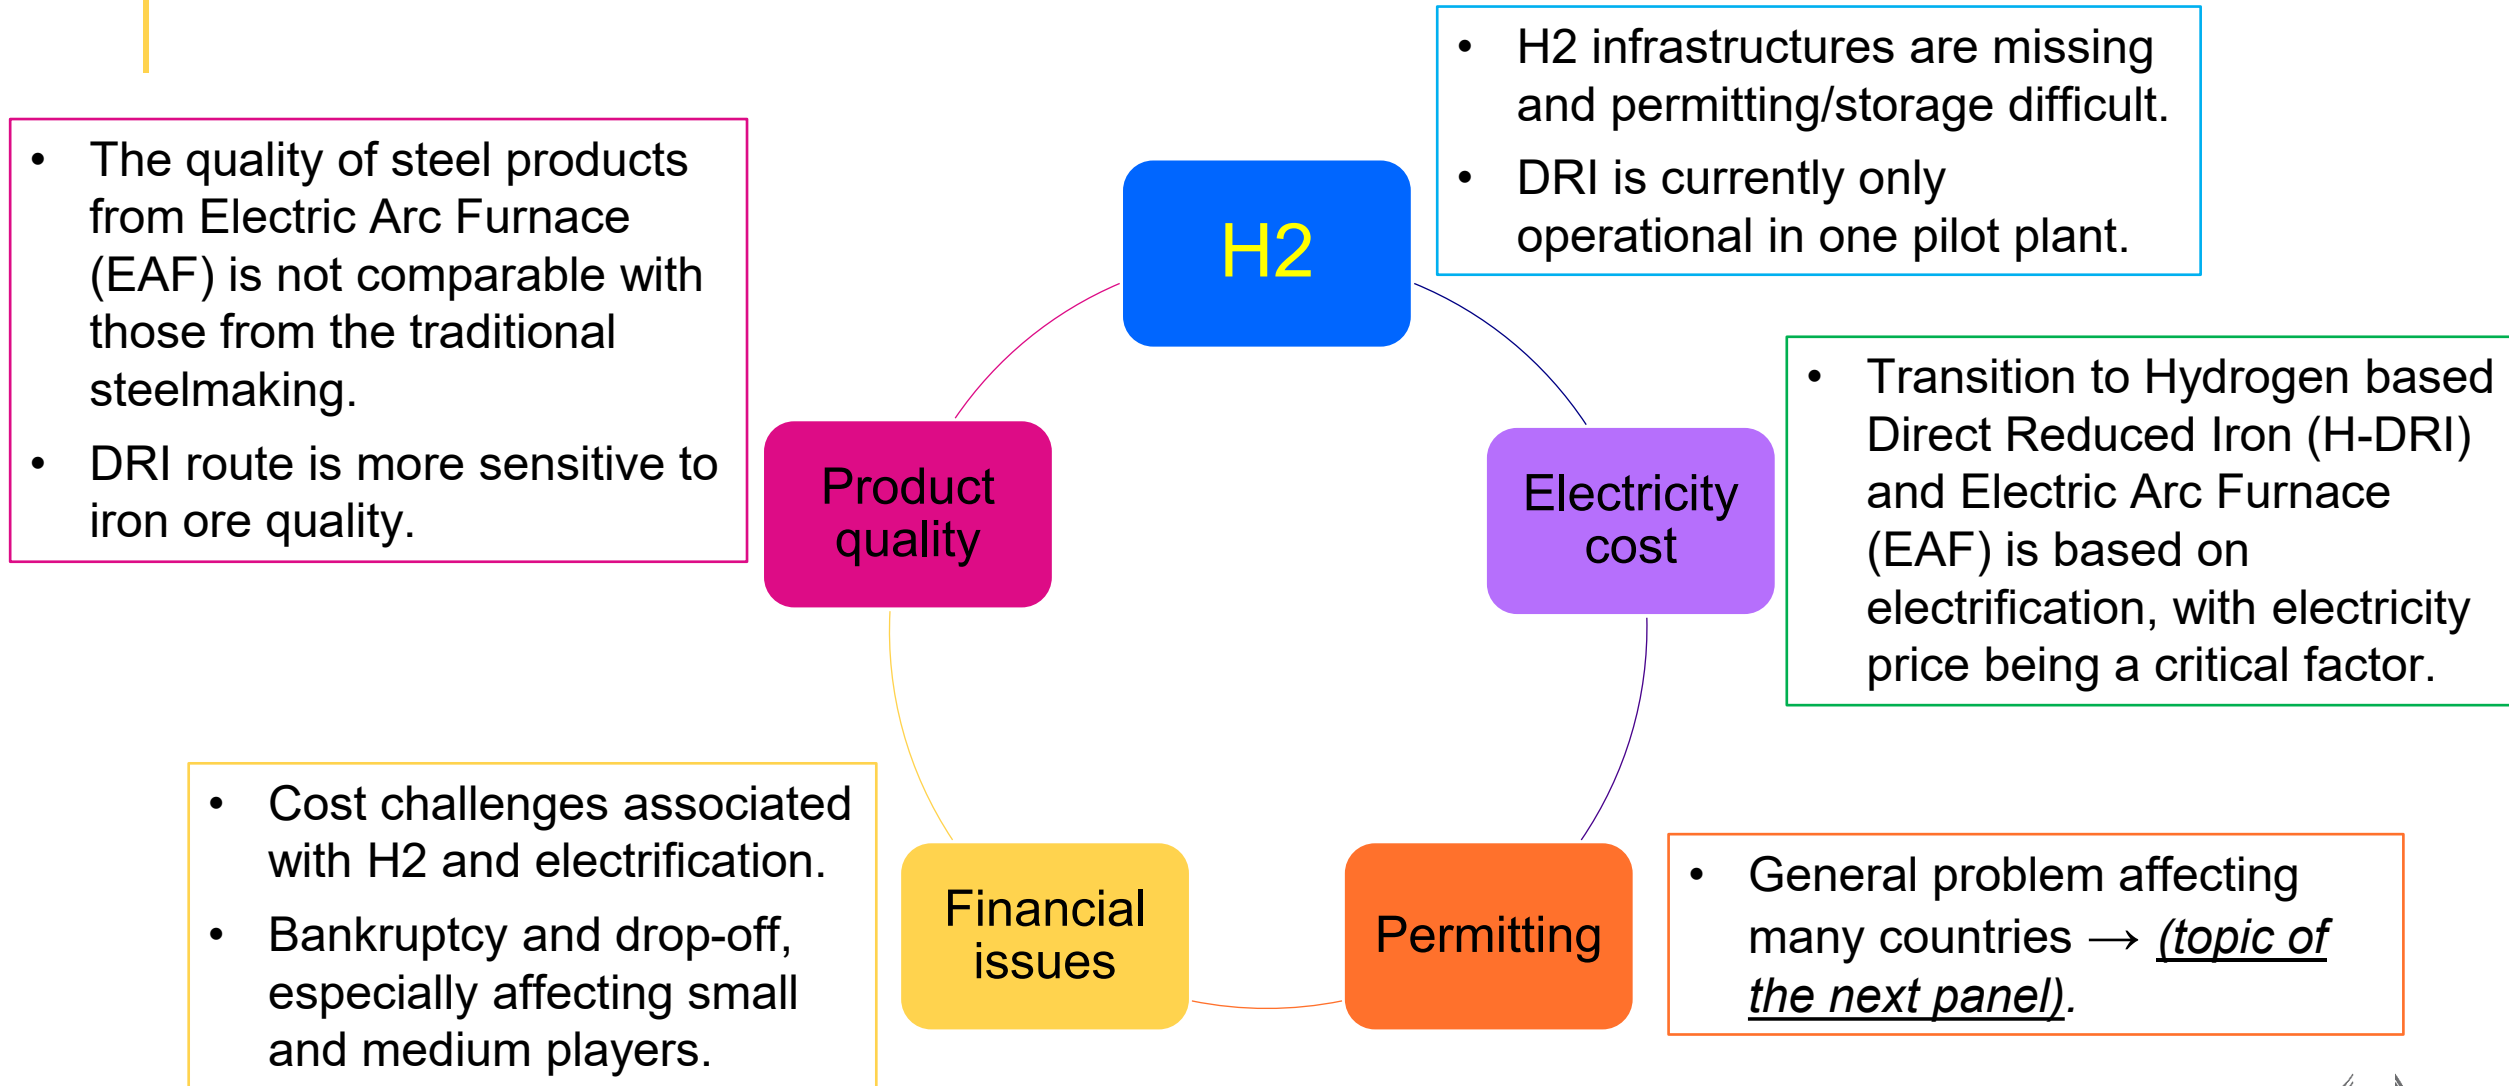 H2
• H2 infrastructures are missing
and permitting/storage difficult.
• DRI is currently only
operational in one pilot plant.
Electricity
cost
• Transition to Hydrogen based
Direct Reduced Iron (H-DRI)
and Electric Arc Furnace
(EAF) is based on
electrification, with electricity
price being a critical factor.
Permitting
• General problem affecting
many countries → (topic of
the next panel).
Financial
issues
• Cost challenges associated
with H2 and electrification.
• Bankruptcy and drop-off,
especially affecting small
and medium players.
Product
quality
• The quality of steel products
from Electric Arc Furnace
(EAF) is not comparable with
those from the traditional
steelmaking.
• DRI route is more sensitive to
iron ore quality.